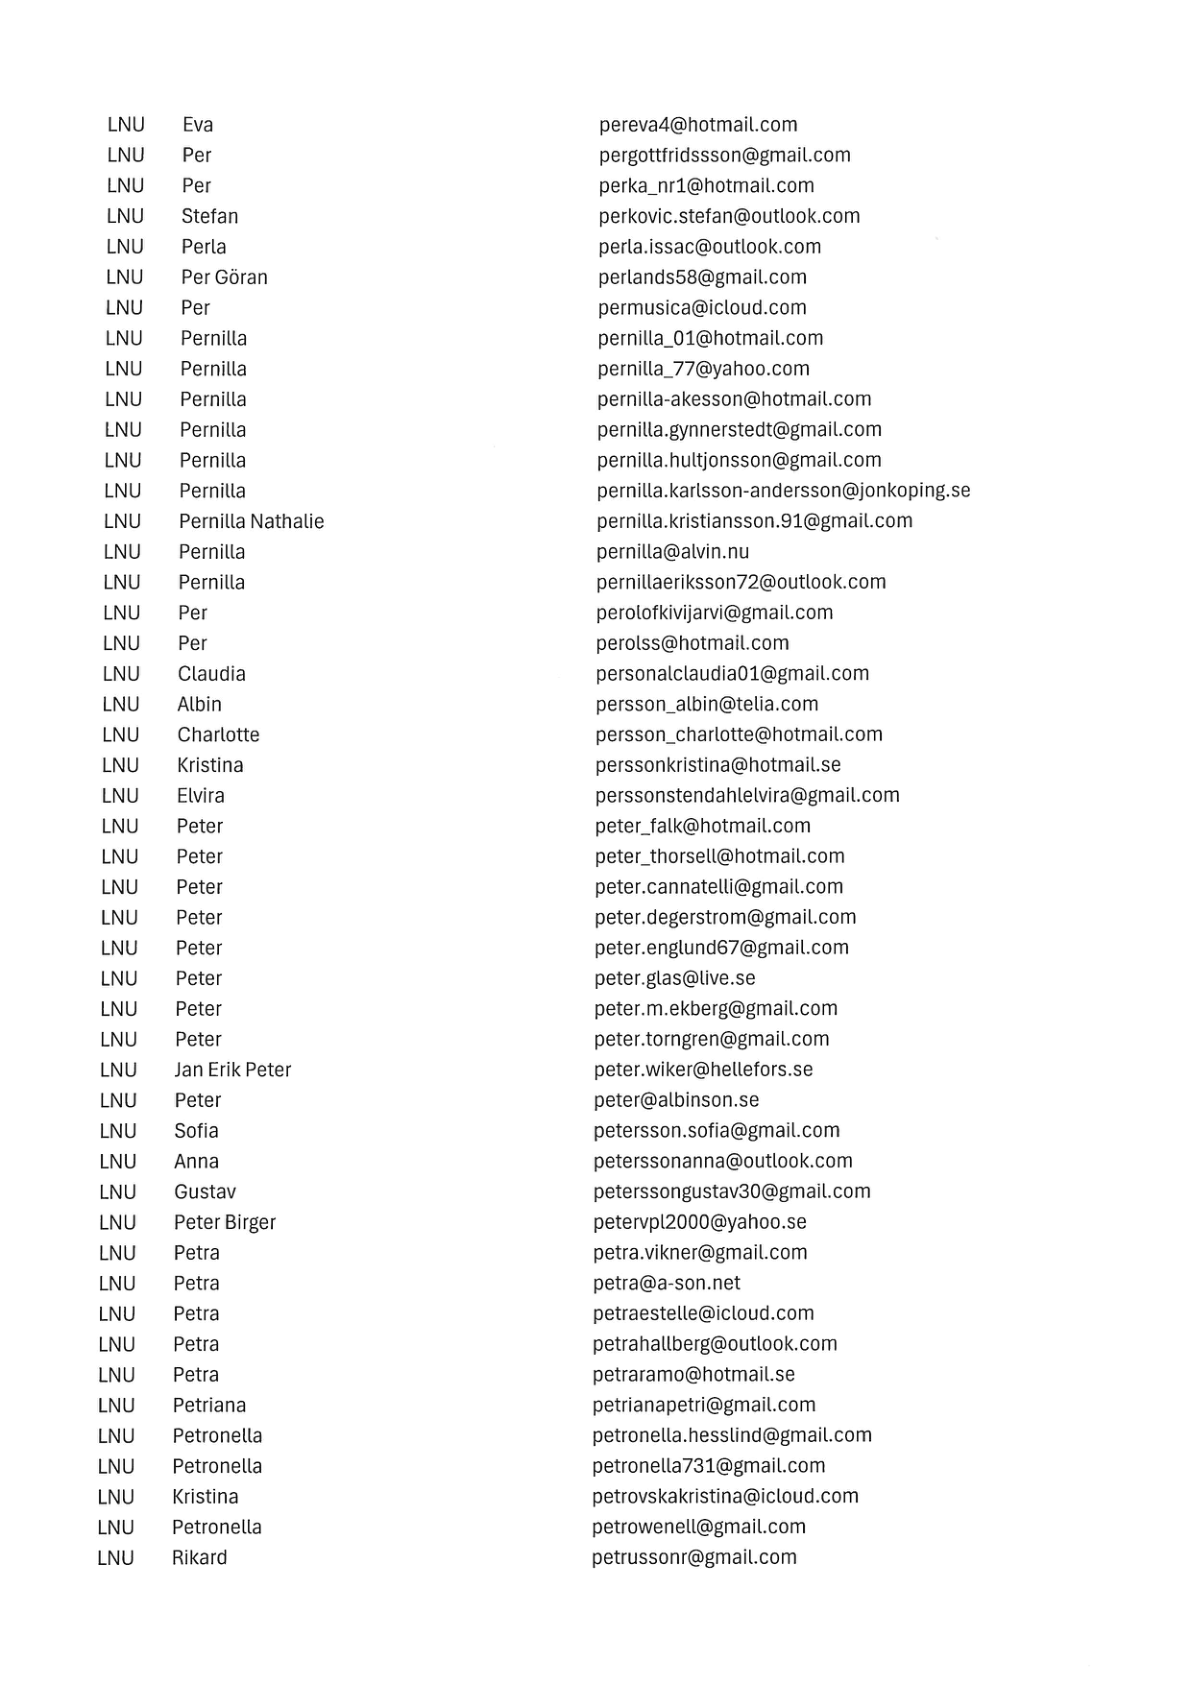 LNU Eva pereva4@hotmail.com
LNU Per pergottfridssson@gmail.com
LNU Per perka_nr1@hotmail.com
LNU Stefan perkovic.stefan@outlook.com
LNU Perla perla.issac@outlook.com
LNU Per Göran perlands58@gmail.com
LNU Per permusica@icloud.com
LNU Pernilla pernilla_01@hotmail.com
LNU Pernilla pernilla_77@yahoo.com
LNU Pernilla pernilla-akesson@hotmail.com
LNU Pernilla pernilla.gynnerstedt@gmail.com
LNU Pernilla pernilla.hultjonsson@gmail.com
LNU Pernilla pernilla.karlsson-andersson@jonkoping.se
LNU Pernilla Nathalie pernilla.kristiansson.91@gmail.com
LNU Pernilla pernilla@alvin.nu
LNU Pernilla pernillaeriksson72@outlook.com
LNU Per perolofkivijarvi@gmail.com
LNU Per perolss@hotmail.com
LNU Claudia personalclaudia01@gmail.com
LNU Albin persson_albin@telia.com
LNU Charlotte persson_charlotte@hotmail.com
LNU Kristina perssonkristina@hotmail.se
LNU Elvira perssonstendahlelvira@gmail.com
LNU Peter peter_falk@hotmail.com
LNU Peter peter_thorsell@hotmail.com
LNU Peter peter.cannatelli@gmail.com
LNU Peter peter.degerstrom@gmail.com
LNU Peter peter.englund67@gmail.com
LNU Peter peter.glas@live.se
LNU Peter peter.m.ekberg@gmail.com
LNU Peter peter.torngren@gmail.com
LNU Jan Erik Peter peter.wiker@hellefors.se
LNU Peter peter@albinson.se
LNU Sofia petersson.sofia@gmail.com
LNU Anna peterssonanna@outlook.com
LNU Gustav peterssongustav30@gmail.com
LNU Peter Birger petervpl2000@yahoo.se
LNU Petra petra.vikner@gmail.com
LNU Petra petra@a-son.net
LNU Petra petraestelle@icloud.com
LNU Petra petrahallberg@outlook.com
LNU Petra petraramo@hotmail.se
LNU Petriana petrianapetri@gmail.com
LNU Petronella petronella.hesslind@gmail.com
LNU Petronella petronella731@gmail.com
LNU Kristina petrovskakristina@icloud.com
LNU Petronella petrowenell@gmail.com
LNU Rikard petrussonr@gmail.com